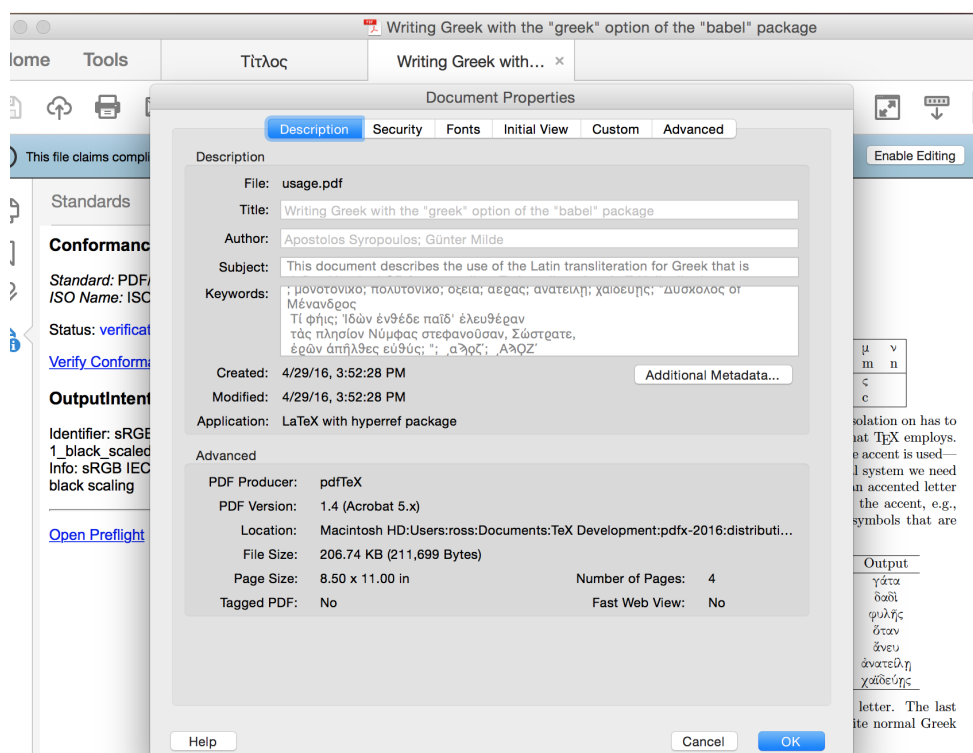 Writing Greek with the "greek" option of the "babel" package
Home Tools Τὶτλος Writing Greek with... ×
Document Properties
Description Security Fonts Initial View Custom Advanced
This file claims compli
Enable Editing
Standards
Conformanc
Standard: PDF/
ISO Name: ISO
Status: verificat
Verify Conforma
OutputIntent
Identifier: sRGB
1_black_scaled
Info: sRGB IEC
black scaling
Open Preflight
Description
File: usage.pdf
Title: Writing Greek with the "greek" option of the "babel" package
Author: Apostolos Syropoulos; Günter Milde
Subject: This document describes the use of the Latin transliteration for Greek that is
Keywords: ; μονοτονικό; πολυτονικό; ὀξεῖα; ἀέρας; ἀνατείλῃ; χαϊδεύῃς; "Δύσκολος of
Μένανδρος
Τί φήις; Ἰδὼν ἐνθέδε παῖδ' ἐλευθέραν
τὰς πλησίον Νύμφας στεφανοῦσαν, Σώστρατε,
ἐρῶν ἀπῆλθες εὐθύς; "; ͵αϡϙζʹ; ͵ΑϠϘΖʹ
Created: 4/29/16, 3:52:28 PM
Additional Metadata...
Modified: 4/29/16, 3:52:28 PM
Application: LaTeX with hyperref package
Advanced
PDF Producer: pdfTeX
PDF Version: 1.4 (Acrobat 5.x)
Location: Macintosh HD:Users:ross:Documents:TeX Development:pdfx-2016:distributi...
File Size: 206.74 KB (211,699 Bytes)
Page Size: 8.50 x 11.00 in Number of Pages: 4
Tagged PDF: No Fast Web View: No
Help Cancel OK
μ ν
m n
ς
c
solation on has to
hat TEX employs.
e accent is used—
l system we need
an accented letter
the accent, e.g.,
symbols that are
Output
γάτα
δαδὶ
φυλῆς
ὅταν
ἄνευ
ἀνατείλῃ
χαϊδεύῃς
letter. The last
ite normal Greek